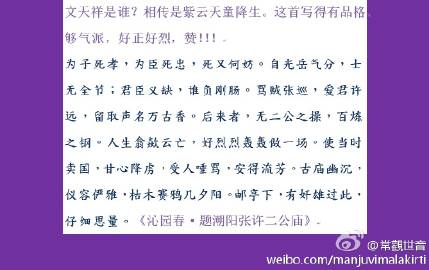 文天祥是谁？相传是紫云天童降生。这首写得有品格、
够气派，好正好烈，赞!!!。
为子死孝，为臣死忠，死又何妨。自光岳气分，士
无全节；君臣义缺，谁负刚肠。骂贼张巡，爱君许
远，留取声名万古香。后来者，无二公之操，百炼
之钢。人生翕歘云亡，好烈烈轰轰做一场。使当时
卖国，甘心降虏，受人唾骂，安得流芳。古庙幽沉，
仪容俨雅，枯木寒鸦几夕阳。邮亭下，有奸雄过此，
仔细思量。《沁园春·题潮阳张许二公庙》。
@常觀世音
weibo.com/manjuvimalakirti